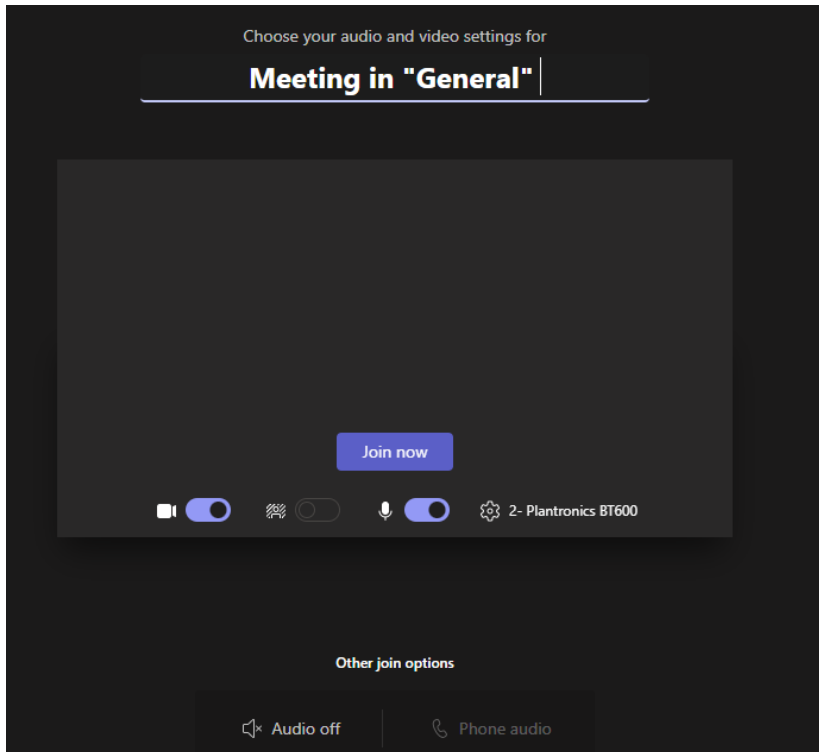 Choose your audio and video settings for
Meeting in "General"
Join now
2- Plantronics BT600
Other join options
Audio off
Phone audio